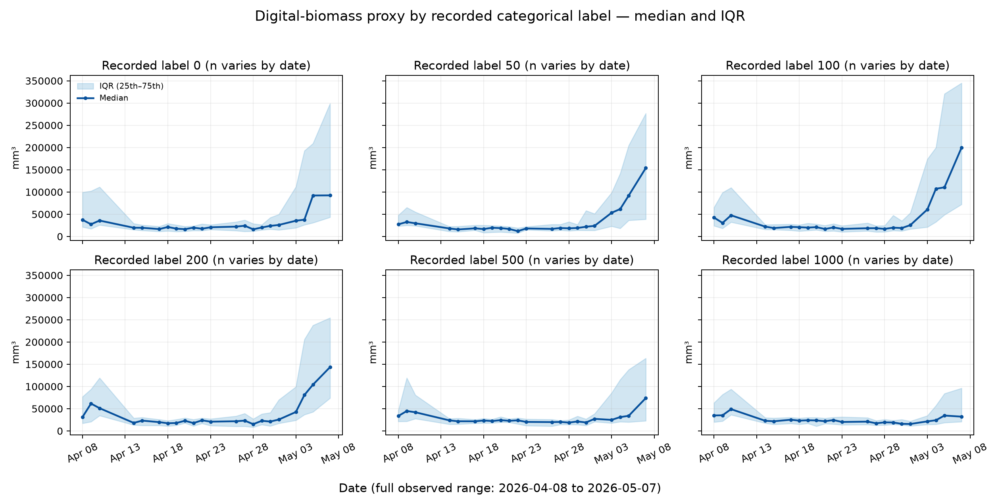 Digital-biomass proxy by recorded categorical label — median and IQR
Recorded label 0 (n varies by date)
Recorded label 50 (n varies by date)
Recorded label 100 (n varies by date)
350000
300000
250000
200000
150000
100000
50000
0
mm³
IQR (25th–75th)
Median
mm³
mm³
Recorded label 200 (n varies by date)
Recorded label 500 (n varies by date)
Recorded label 1000 (n varies by date)
350000
300000
250000
200000
150000
100000
50000
0
mm³
mm³
mm³
Apr 08 Apr 13 Apr 18 Apr 23 Apr 28 May 03 May 08
Apr 08 Apr 13 Apr 18 Apr 23 Apr 28 May 03 May 08
Apr 08 Apr 13 Apr 18 Apr 23 Apr 28 May 03 May 08
Date (full observed range: 2026-04-08 to 2026-05-07)